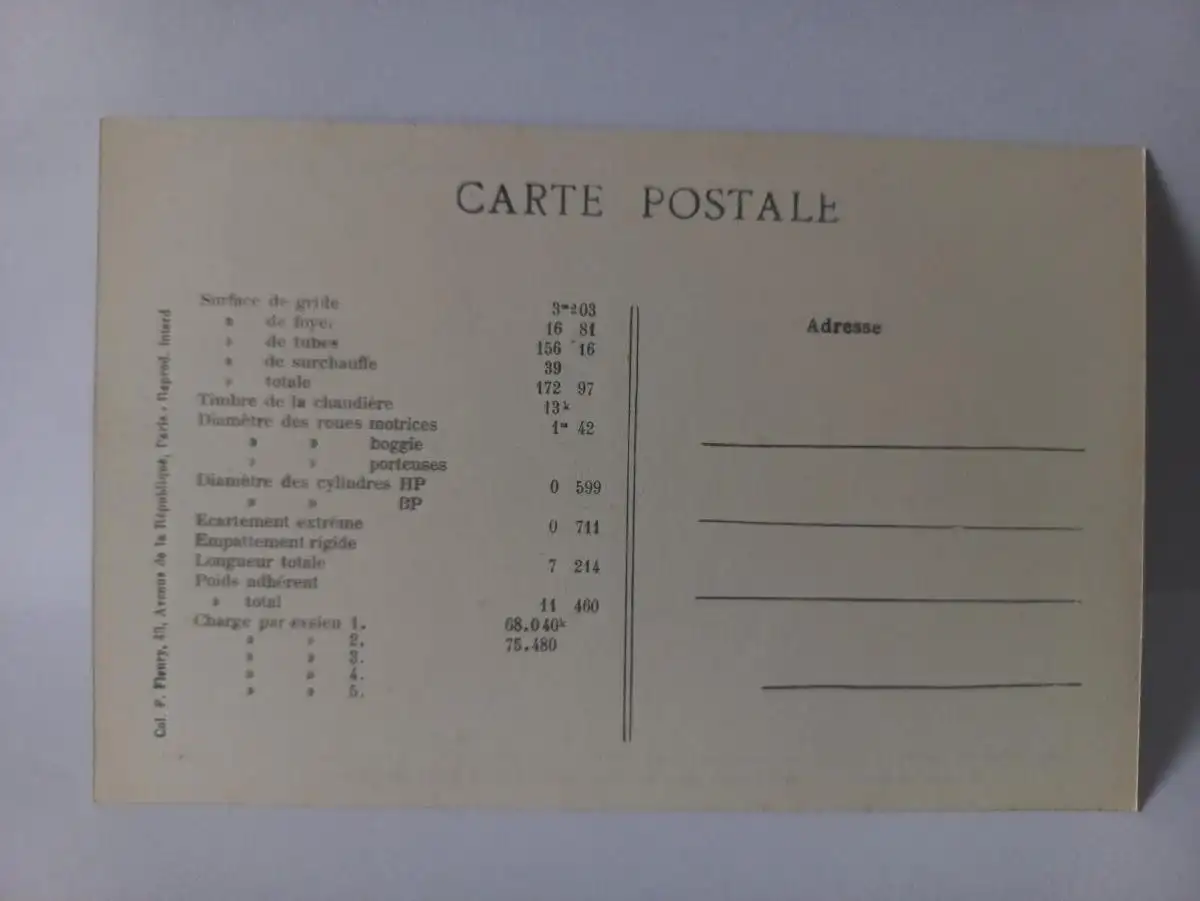 CARTE POSTALE
Surface de grille 3ᵐ²03
» de foyer 16 81
» de tubes 156 16
» de surchauffe 39
» totale 172 97
Timbre de la chaudière 13ᵏ
Diamètre des roues motrices 1ᵐ 42
» » boggie
» » porteuses
Diamètre des cylindres HP 0 599
» » BP
Ecartement extrême 0 711
Empattement rigide
Longueur totale 7 214
Poids adhérent
» total 11 460
Charge par essieu 1. 68.040ᵏ
» » 2. 75.480
» » 3.
» » 4.
» » 5.
Adresse
Col. F. Fleury, Avenue de la République, Paris - Reprod. interd